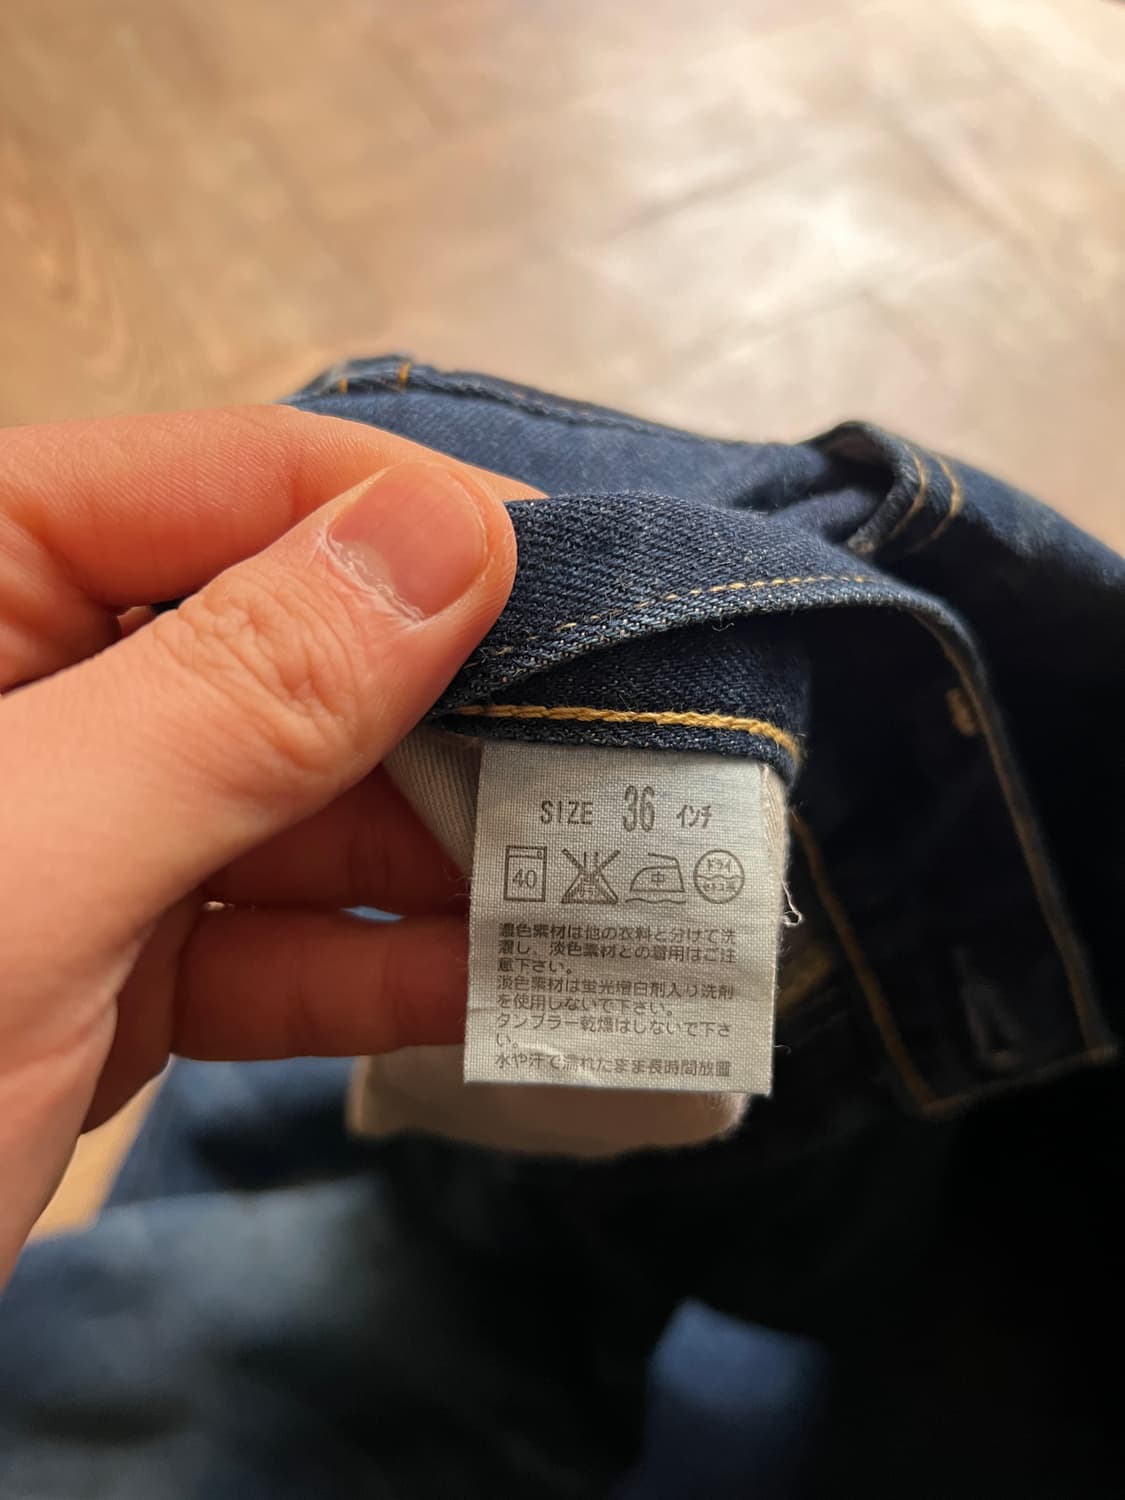 SIZE 36 インチ
40 中 ドライ セキユ系
濃色素材は他の衣料と分けて洗
濯し、淡色素材との着用はご注
意下さい。
淡色素材は蛍光増白剤入り洗剤
を使用しないで下さい。
タンブラー乾燥はしないで下さ
い。
水や汗で濡れたまま長時間放置